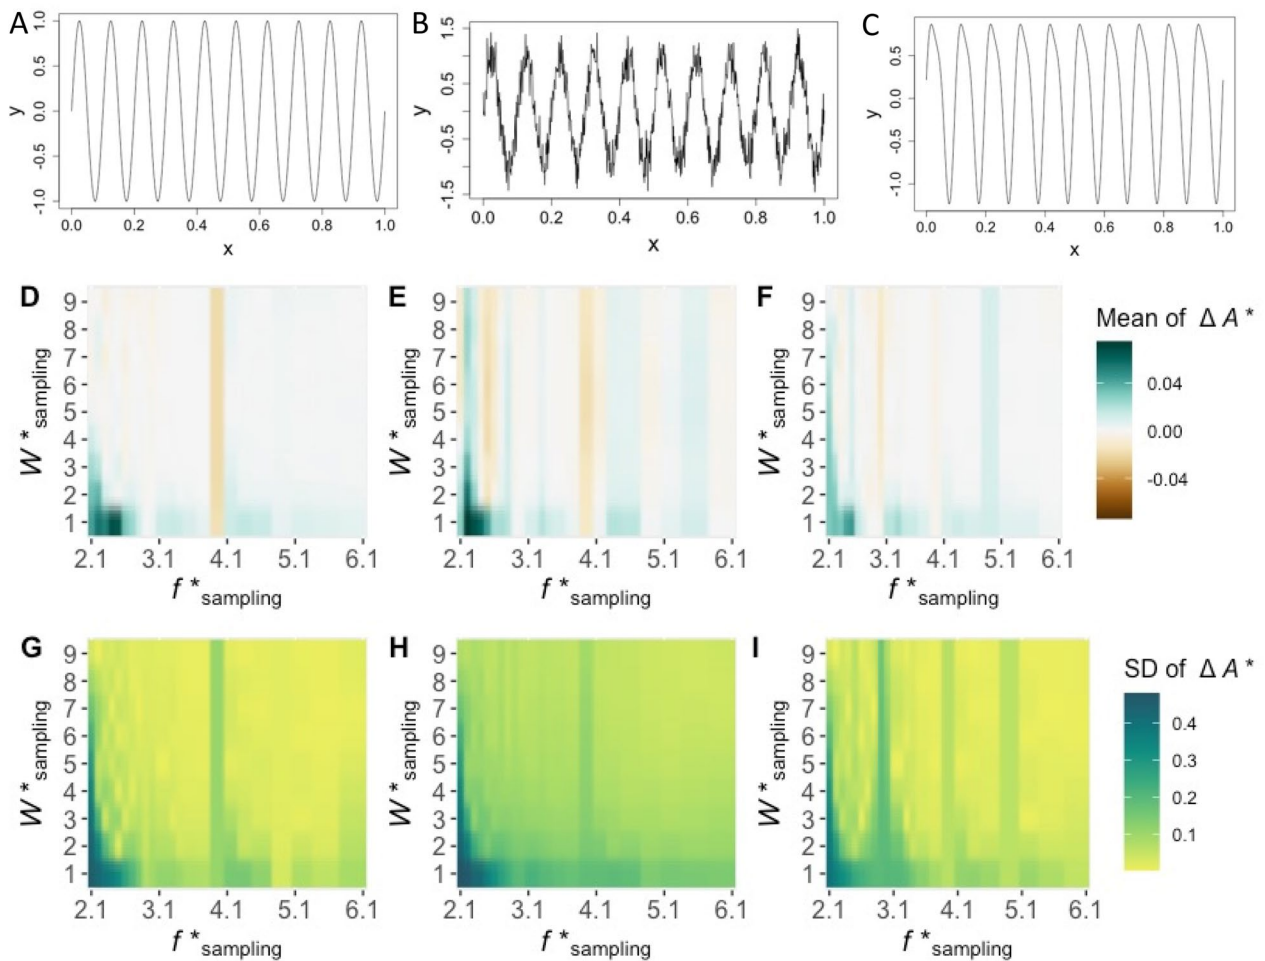 A
1.0
0.5
0.0
-0.5
-1.0
y
0.0 0.2 0.4 0.6 0.8 1.0
x
B
1.5
0.5
-0.5
-1.5
y
0.0 0.2 0.4 0.6 0.8 1.0
x
C
0.5
0.0
-0.5
-1.0
y
0.0 0.2 0.4 0.6 0.8 1.0
x
D
9
8
7
6
5
4
3
2
1
W *sampling
2.1 3.1 4.1 5.1 6.1
f *sampling
E
9
8
7
6
5
4
3
2
1
W *sampling
2.1 3.1 4.1 5.1 6.1
f *sampling
F
9
8
7
6
5
4
3
2
1
W *sampling
2.1 3.1 4.1 5.1 6.1
f *sampling
Mean of Δ A *
0.04
0.00
-0.04
G
9
8
7
6
5
4
3
2
1
W *sampling
2.1 3.1 4.1 5.1 6.1
f *sampling
H
9
8
7
6
5
4
3
2
1
W *sampling
2.1 3.1 4.1 5.1 6.1
f *sampling
I
9
8
7
6
5
4
3
2
1
W *sampling
2.1 3.1 4.1 5.1 6.1
f *sampling
SD of Δ A *
0.4
0.3
0.2
0.1